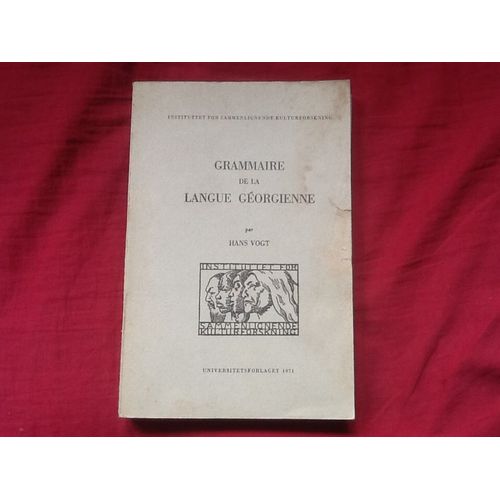 INSTITUTTET FOR SAMMENLIGNENDE KULTURFORSKNING
GRAMMAIRE
DE LA
LANGUE GÉORGIENNE
par
HANS VOGT
INSTITUTTET FOR
SAMMENLIGNENDE
KULTURFORSKNING
UNIVERSITETSFORLAGET 1971